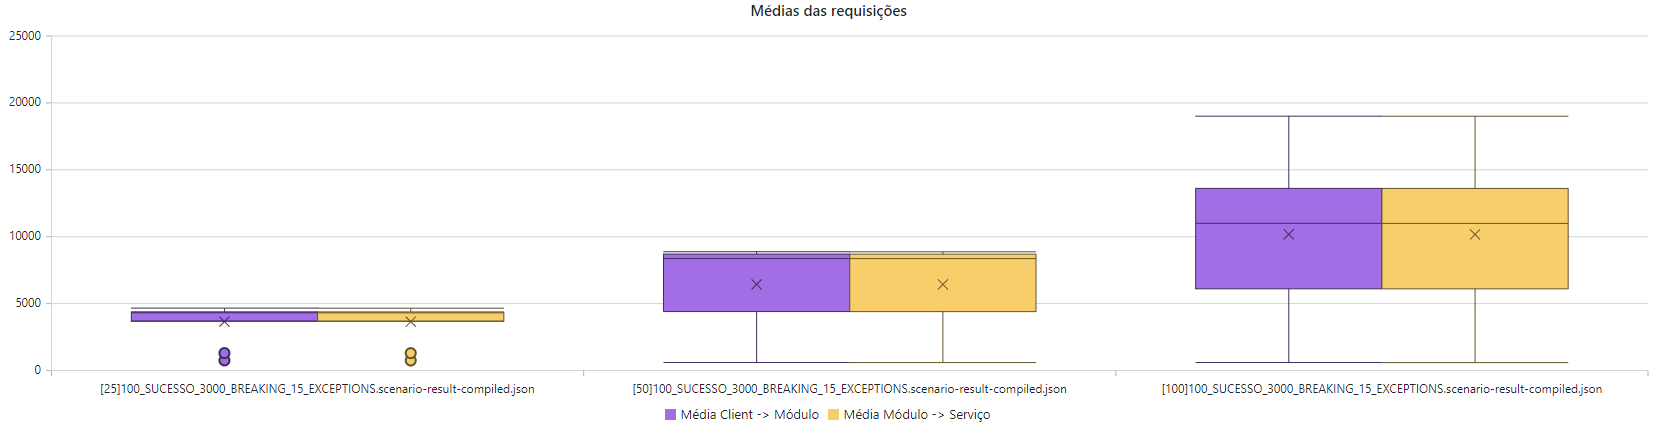 Médias das requisições
25000
20000
15000
10000
5000
0
[25]100_SUCESSO_3000_BREAKING_15_EXCEPTIONS.scenario-result-compiled.json
[50]100_SUCESSO_3000_BREAKING_15_EXCEPTIONS.scenario-result-compiled.json
[100]100_SUCESSO_3000_BREAKING_15_EXCEPTIONS.scenario-result-compiled.json
Média Client -> Módulo
Média Módulo -> Serviço